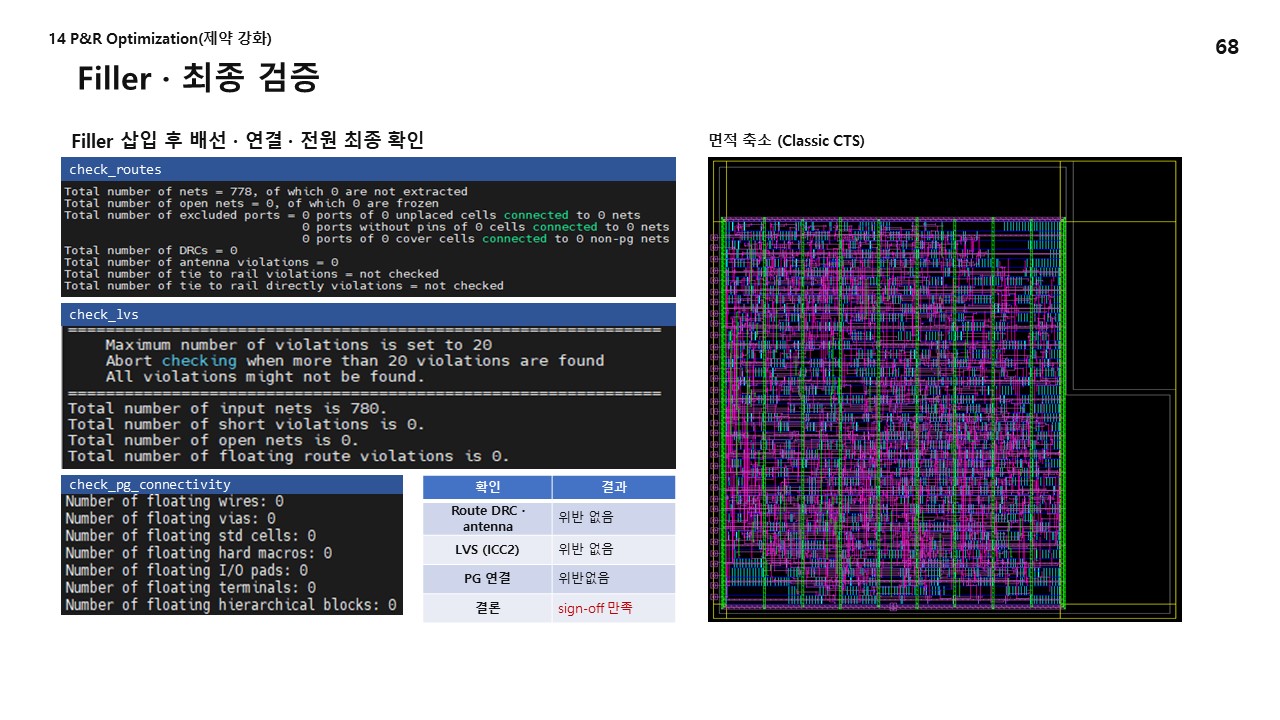 14 P&R Optimization(제약 강화)
68
Filler · 최종 검증
Filler 삽입 후 배선 · 연결 · 전원 최종 확인
check_routes
Total number of nets = 778, of which 0 are not extracted
Total number of open nets = 0, of which 0 are frozen
Total number of excluded ports = 0 ports of 0 unplaced cells connected to 0 nets
0 ports without pins of 0 cells connected to 0 nets
0 ports of 0 cover cells connected to 0 non-pg nets
Total number of DRCs = 0
Total number of antenna violations = 0
Total number of tie to rail violations = not checked
Total number of tie to rail directly violations = not checked
check_lvs
===========================================================================
Maximum number of violations is set to 20
Abort checking when more than 20 violations are found
All violations might not be found.
===========================================================================
Total number of input nets is 780.
Total number of short violations is 0.
Total number of open nets is 0.
Total number of floating route violations is 0.
check_pg_connectivity
Number of floating wires: 0
Number of floating vias: 0
Number of floating std cells: 0
Number of floating hard macros: 0
Number of floating I/O pads: 0
Number of floating terminals: 0
Number of floating hierarchical blocks: 0
확인 결과
Route DRC ·
antenna 위반 없음
LVS (ICC2) 위반 없음
PG 연결 위반없음
결론 sign-off 만족
면적 축소 (Classic CTS)